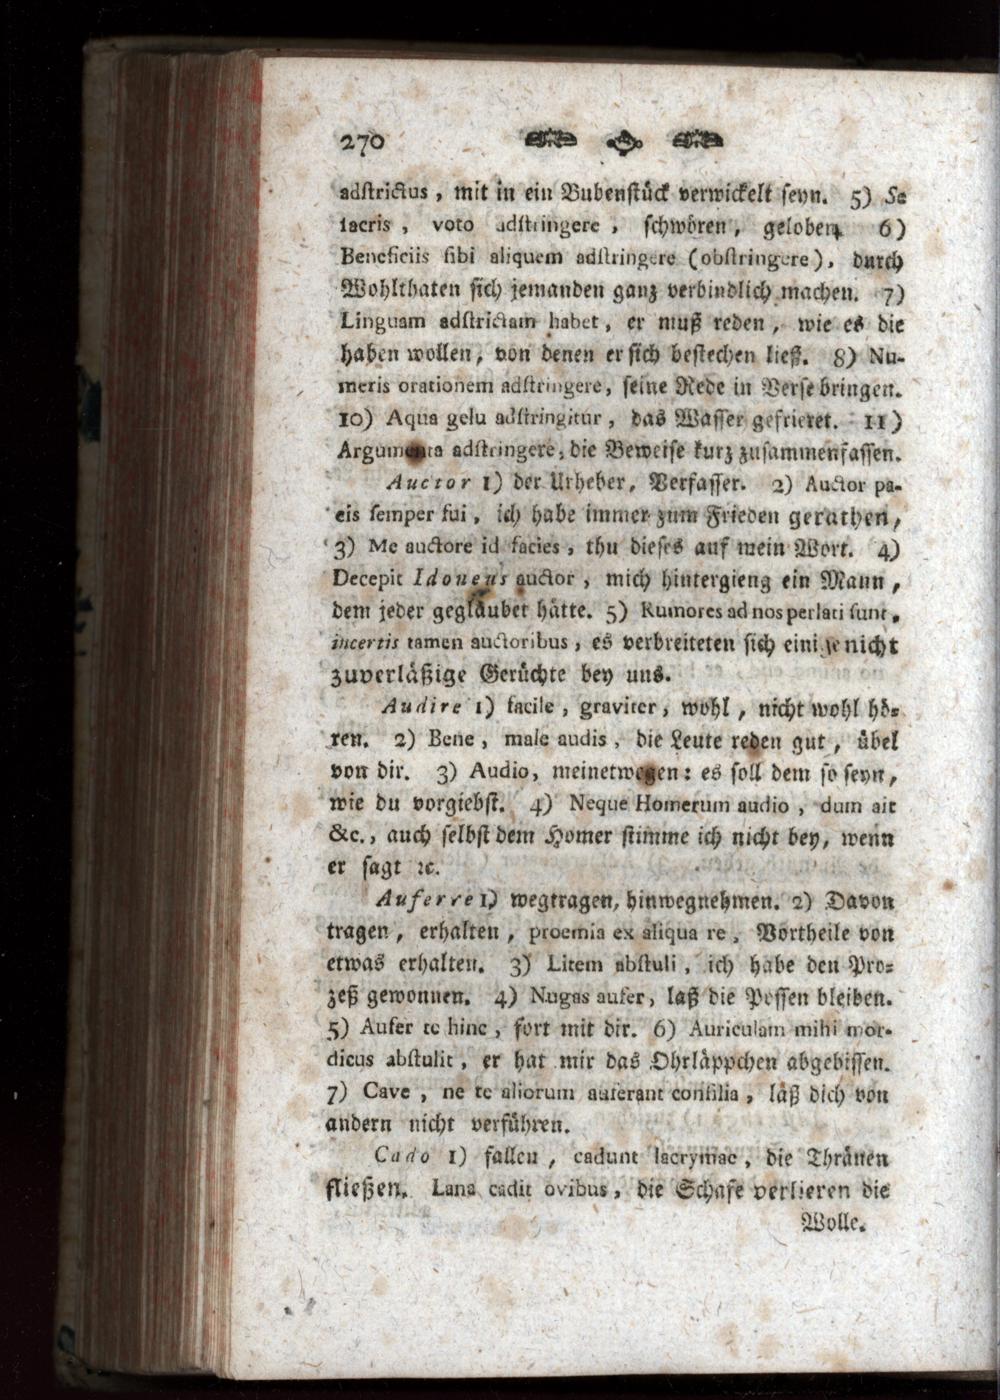 270
adstrictus, mit in ein Bubenstück verwickelt seyn. 5) Se
sacris, voto adstringere, schwören, geloben, 6)
Beneficiis sibi aliquem adstringere (obstringere), durch
Wohlthaten sich jemanden ganz verbindlich machen. 7)
Linguam adstrictam habet, er muß reden, wie es die
haben wollen, von denen er sich bestechen ließ. 8) Nu-
meris orationem adstringere, seine Rede in Verse bringen.
10) Aqua gelu adstringitur, das Wasser gefrieret. 11)
Argumenta adstringere, die Beweise kurz zusammenfassen.
Auctor 1) der Urheber, Verfasser. 2) Auctor pa-
cis semper fui, ich habe immer zum Frieden gerathen,
3) Me auctore id facies, thu dieses auf mein Wort. 4)
Decepit Idoneus auctor, mich hintergieng ein Mann,
dem jeder gegläubet hätte. 5) Rumores ad nos perlati sunt,
incertis tamen auctoribus, es verbreiteten sich einige nicht
zuverläßige Gerüchte bey uns.
Audire 1) facile, graviter, wohl, nicht wohl hö-
ren. 2) Bene, male audis, die Leute reden gut, übel
von dir. 3) Audio, meinetwegen: es soll dem so seyn,
wie du vorgiebst. 4) Neque Homerum audio, dum ait
&c., auch selbst dem Homer stimme ich nicht bey, wenn
er sagt ꝛc.
Auferre 1) wegtragen, hinwegnehmen. 2) Davon
tragen, erhalten, proemia ex aliqua re, Vortheile von
etwas erhalten. 3) Litem abstuli, ich habe den Pro-
zeß gewonnen. 4) Nugas aufer, laß die Possen bleiben.
5) Aufer te hinc, fort mit dir. 6) Auriculam mihi mor-
dicus abstulit, er hat mir das Ohrläppchen abgebissen.
7) Cave, ne te aliorum auferant consilia, läß dich von
andern nicht verführen.
Cado 1) fallen, cadunt lacrymae, die Thränen
fließen. Lana cadit ovibus, die Schafe verlieren die
Wolle.